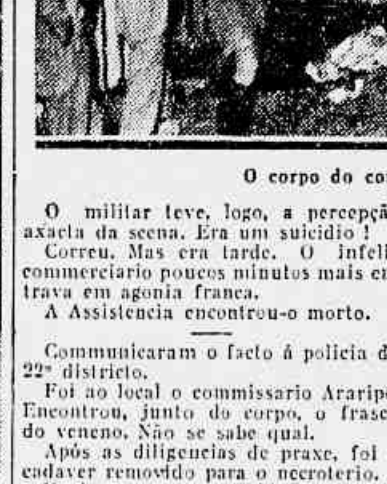 O corpo do co
O militar teve, logo, a percepçã
axacta da scena. Era um suicidio !
Correu. Mas era tarde. O infeli
commerciario poucos minutos mais en
trava em agonia franca.
A Assistencia encontrou-o morto.
Communicaram o facto á policia d
22º districto.
Foi ao local o commissario Araripe
Encontrou, junto do corpo, o frasc
do veneno. Não se sabe qual.
Após as diligencias de praxe, foi
cadaver removido para o necroterio.